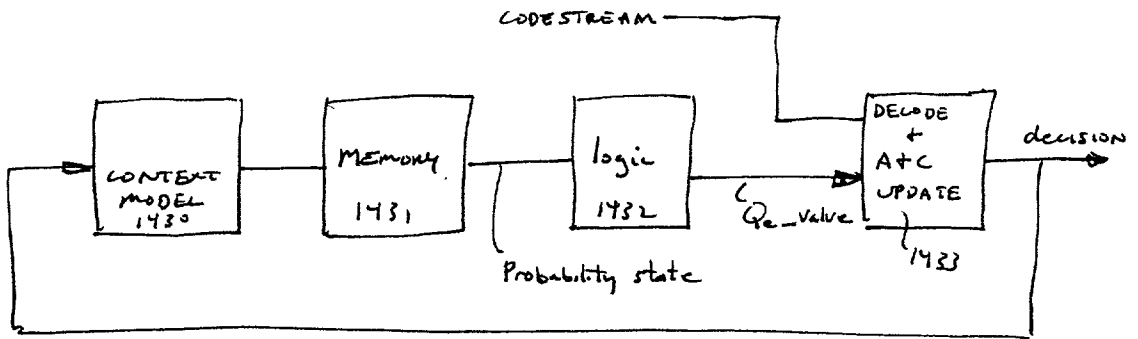 CODESTREAM
CONTEXT
MODEL
1430
MEMORY
1431
logic
1432
DECODE
+
A+C
UPDATE
1433
decision
Qe_value
Probability state